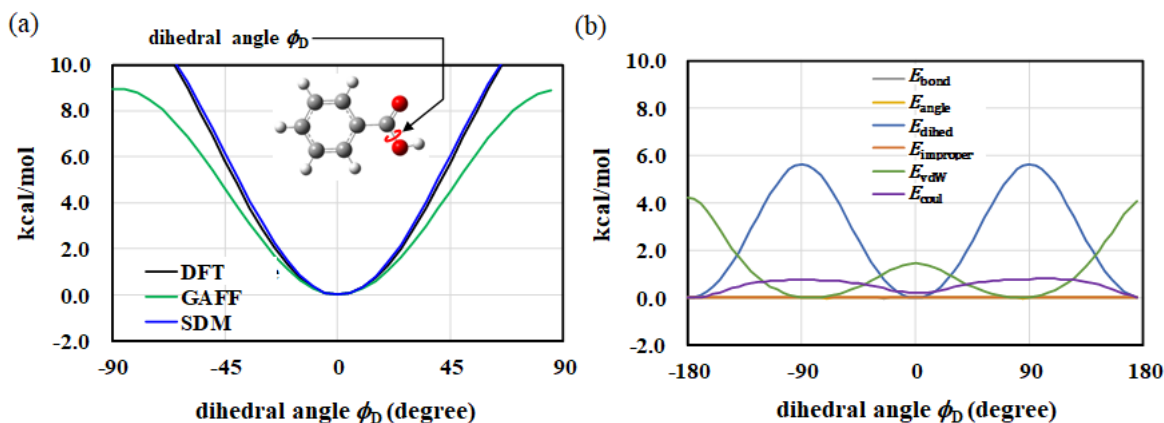 (a)
dihedral angle ϕD
kcal/mol
10.0
8.0
6.0
4.0
2.0
0.0
-2.0
DFT
GAFF
SDM
-90
-45
0
45
90
dihedral angle ϕD (degree)
(b)
kcal/mol
10.0
8.0
6.0
4.0
2.0
0.0
-2.0
Ebond
Eangle
Edihed
Eimproper
EvdW
Ecoul
-180
-90
0
90
180
dihedral angle ϕD (degree)